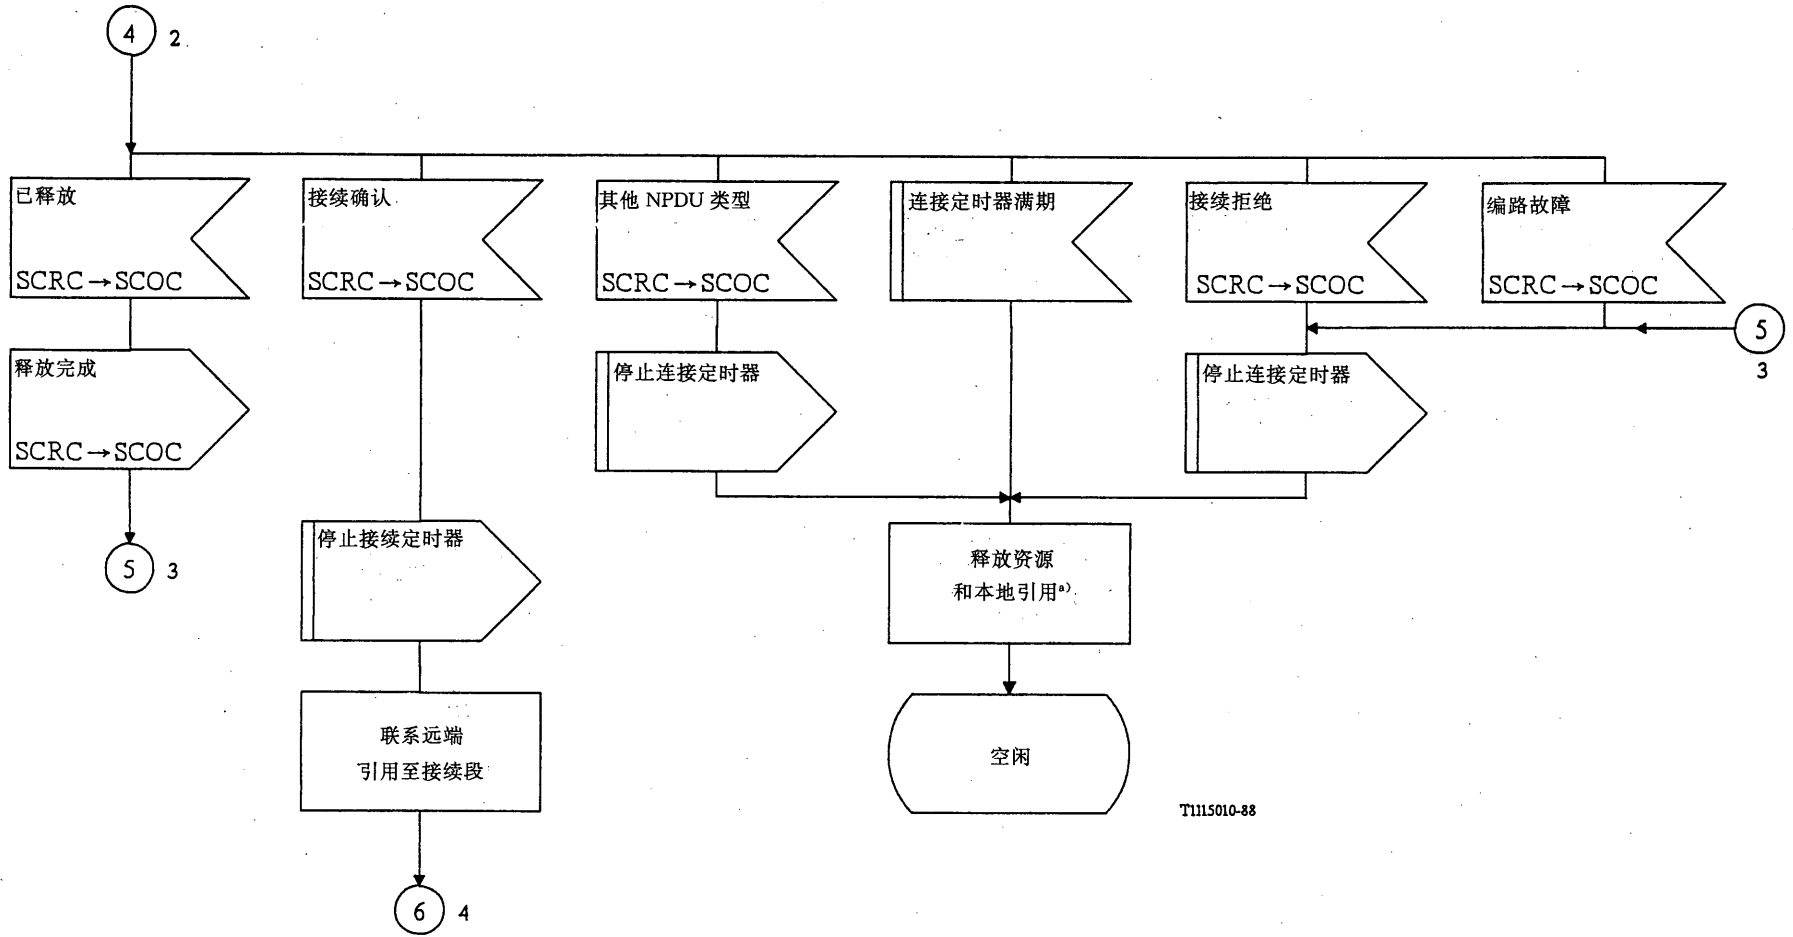 4
2
已释放
SCRC→SCOC
接续确认
SCRC→SCOC
其他 NPDU 类型
SCRC→SCOC
连接定时器满期
接续拒绝
SCRC→SCOC
编路故障
SCRC→SCOC
5
3
释放完成
SCRC→SCOC
停止连接定时器
停止连接定时器
5
3
停止接续定时器
释放资源
和本地引用a)
联系远端
引用至接续段
空闲
T1115010-88
6
4